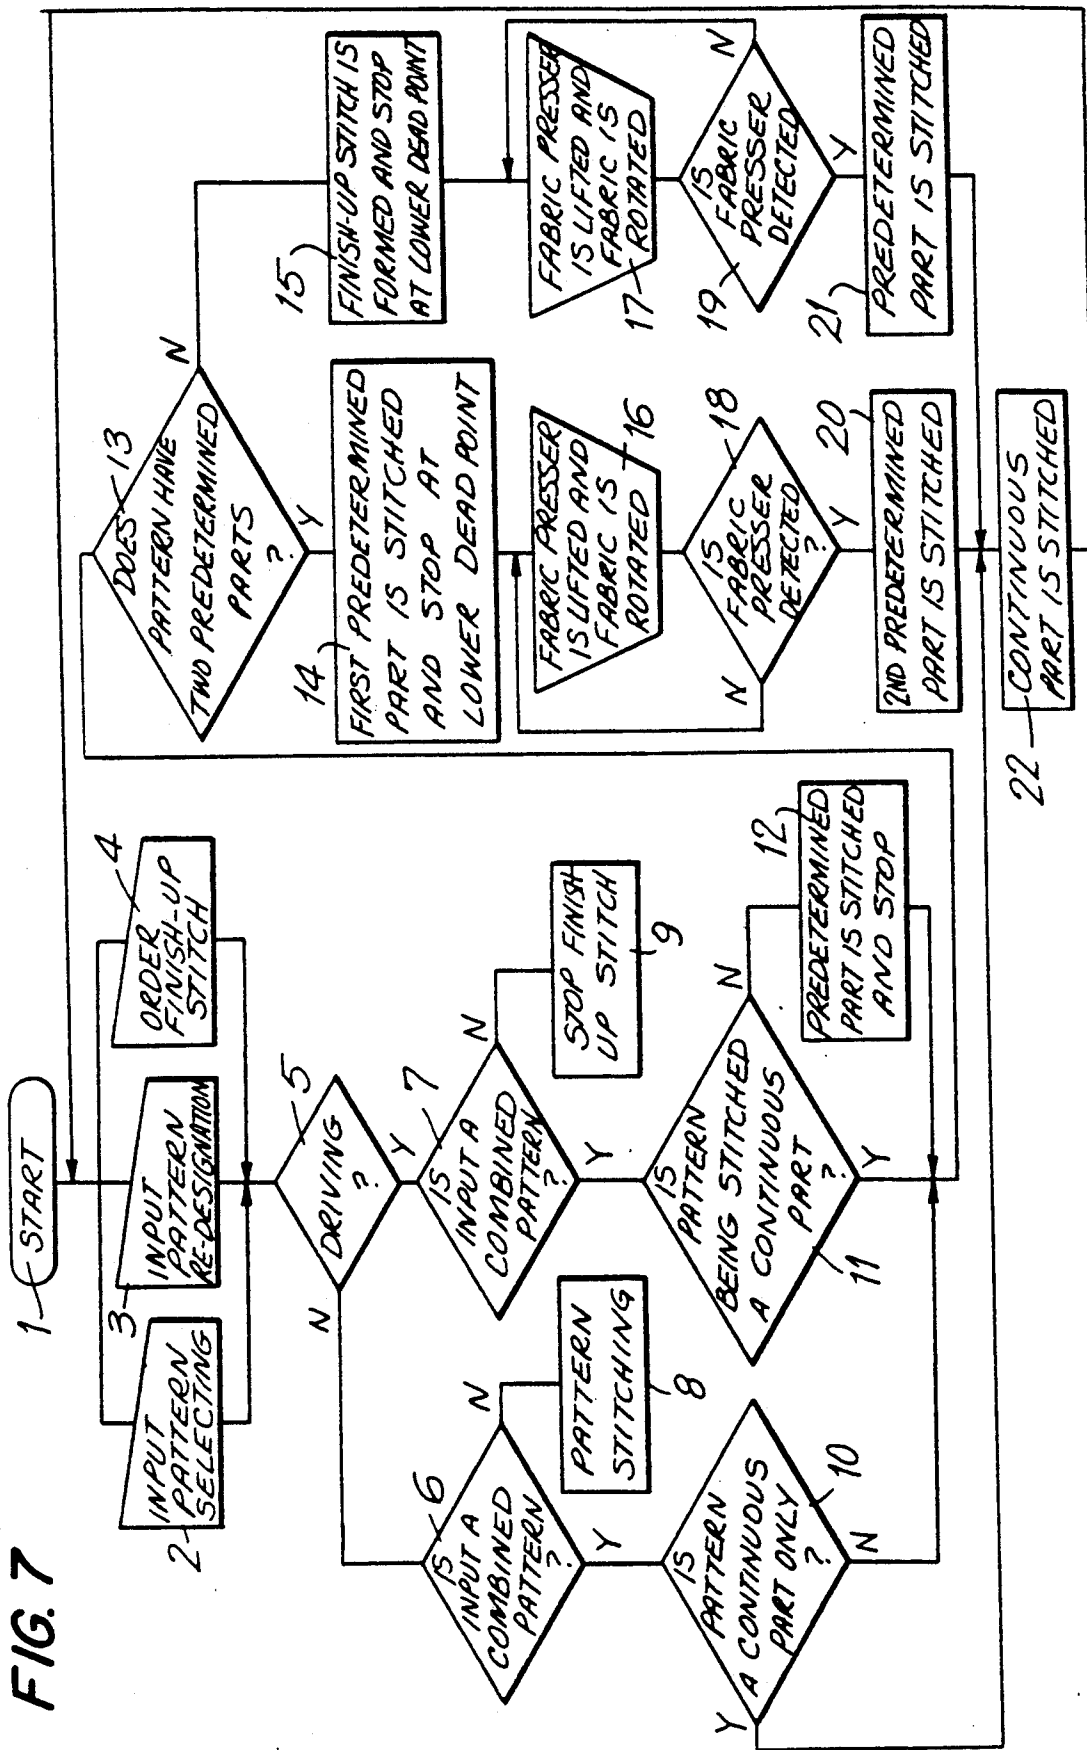 FIG. 7
1
START
2
INPUT
PATTERN
SELECTING
3
INPUT
PATTERN
RE-DESIGNATION
4
ORDER
FINISH-UP
STITCH
5
DRIVING
?
N
Y
6
IS
INPUT A
COMBINED
PATTERN
?
N
Y
7
IS
INPUT A
COMBINED
PATTERN
?
N
Y
PATTERN
STITCHING
8
STOP FINISH
UP STITCH
9
10
IS
PATTERN
A CONTINUOUS
PART ONLY
?
Y
N
11
IS
PATTERN
BEING STITCHED
A CONTINUOUS
PART
?
N
Y
12
PREDETERMINED
PART IS STITCHED
AND STOP
13
DOES
PATTERN HAVE
TWO PREDETERMINED
PARTS
?
N
Y
14
FIRST PREDETERMINED
PART IS STITCHED
AND STOP AT
LOWER DEAD POINT
15
FINISH-UP STITCH IS
FORMED AND STOP
AT LOWER DEAD POINT
FABRIC PRESSER
IS LIFTED AND
FABRIC IS
ROTATED
16
FABRIC PRESSER
IS LIFTED AND
FABRIC IS
ROTATED
17
18
IS
FABRIC
PRESSER
DETECTED
?
N
Y
19
IS
FABRIC
PRESSER
DETECTED
N
Y
20
2ND PREDETERMINED
PART IS STITCHED
21
PREDETERMINED
PART IS STITCHED
22
CONTINUOUS
PART IS STITCHED